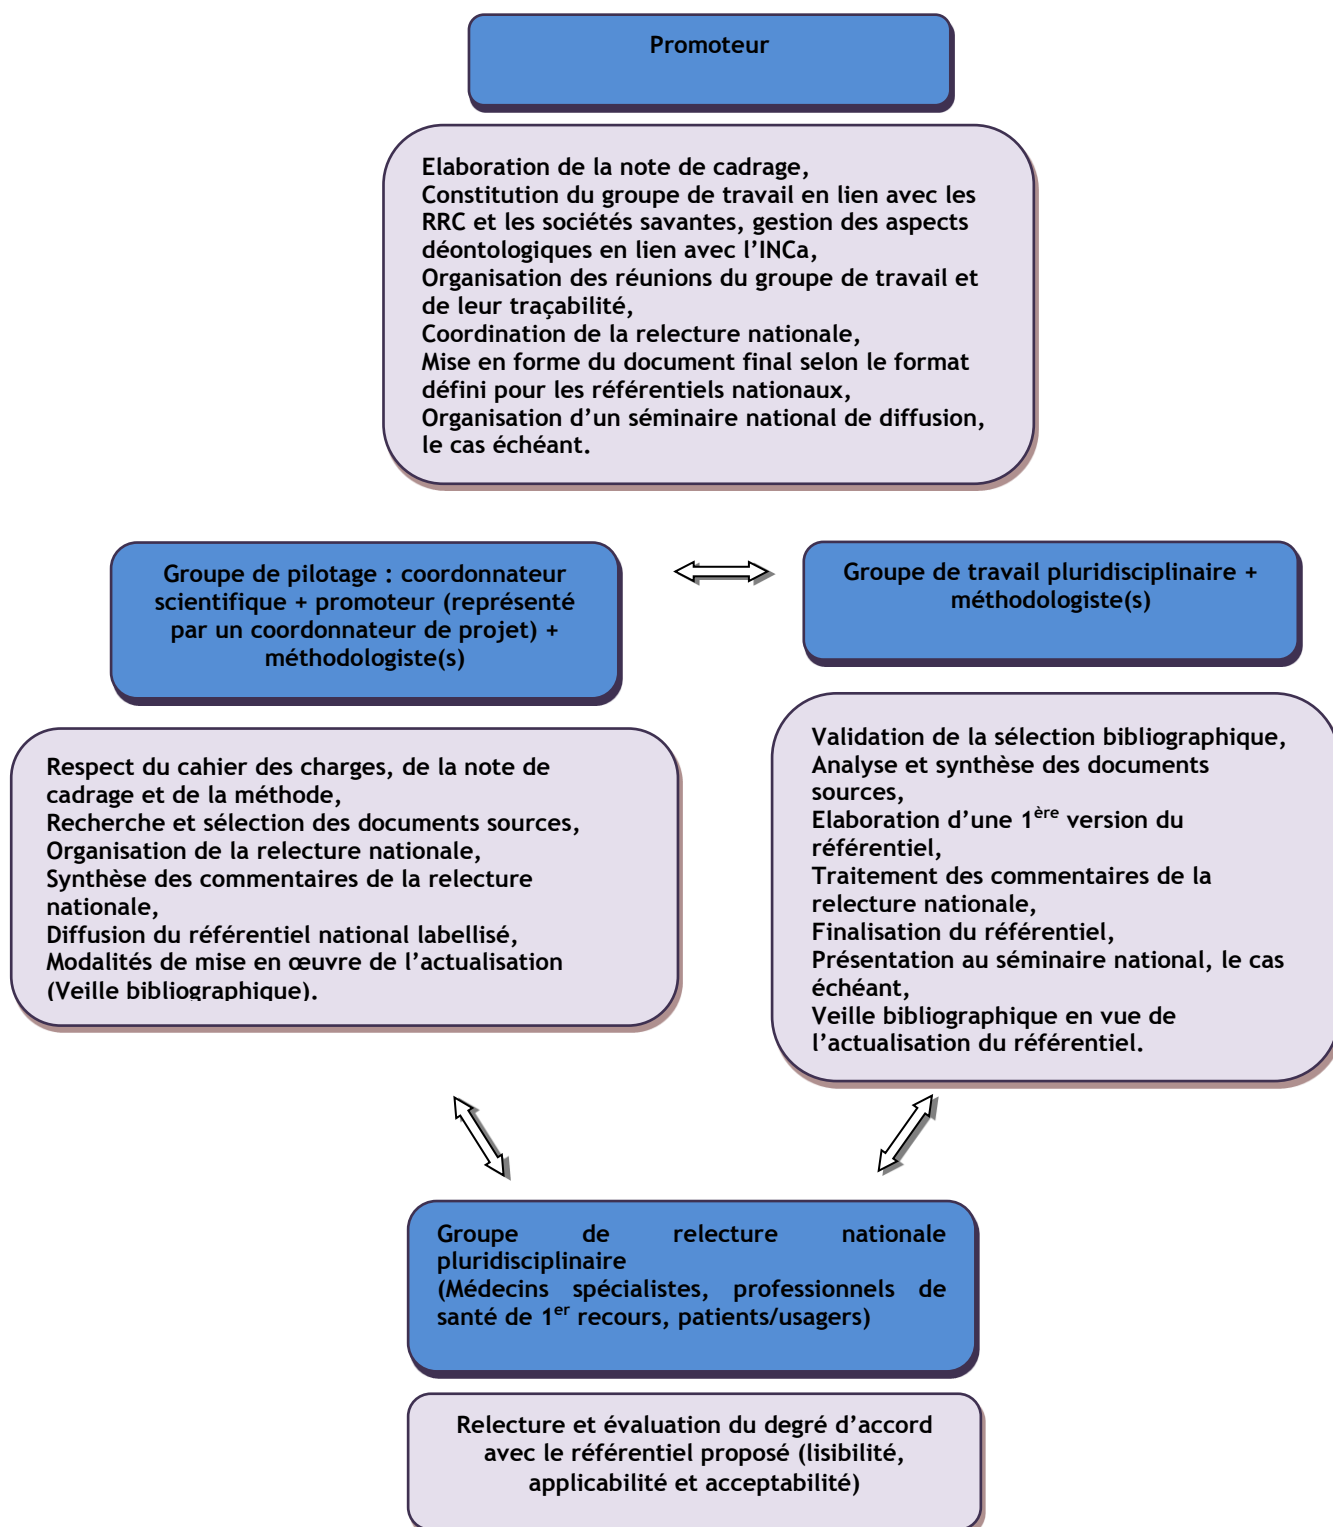 Promoteur
Elaboration de la note de cadrage,
Constitution du groupe de travail en lien avec les
RRC et les sociétés savantes, gestion des aspects
déontologiques en lien avec l’INCa,
Organisation des réunions du groupe de travail et
de leur traçabilité,
Coordination de la relecture nationale,
Mise en forme du document final selon le format
défini pour les référentiels nationaux,
Organisation d’un séminaire national de diffusion,
le cas échéant.
Groupe de pilotage : coordonnateur
scientifique + promoteur (représenté
par un coordonnateur de projet) +
méthodologiste(s)
Groupe de travail pluridisciplinaire +
méthodologiste(s)
Respect du cahier des charges, de la note de
cadrage et de la méthode,
Recherche et sélection des documents sources,
Organisation de la relecture nationale,
Synthèse des commentaires de la relecture
nationale,
Diffusion du référentiel national labellisé,
Modalités de mise en œuvre de l’actualisation
(Veille bibliographique).
Validation de la sélection bibliographique,
Analyse et synthèse des documents
sources,
Elaboration d’une 1ère version du
référentiel,
Traitement des commentaires de la
relecture nationale,
Finalisation du référentiel,
Présentation au séminaire national, le cas
échéant,
Veille bibliographique en vue de
l’actualisation du référentiel.
Groupe de relecture nationale
pluridisciplinaire
(Médecins spécialistes, professionnels de
santé de 1er recours, patients/usagers)
Relecture et évaluation du degré d’accord
avec le référentiel proposé (lisibilité,
applicabilité et acceptabilité)